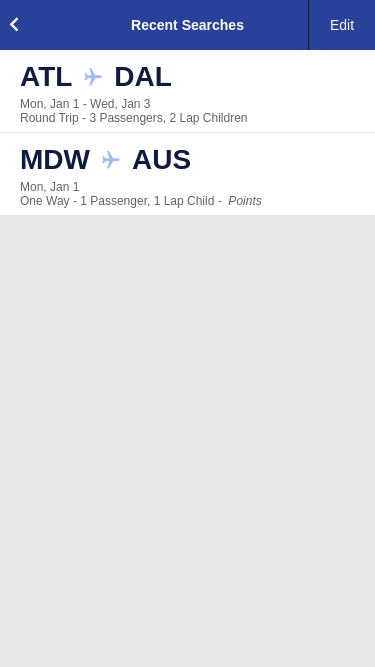 Recent Searches
Edit
ATL DAL
Mon, Jan 1 - Wed, Jan 3
Round Trip - 3 Passengers, 2 Lap Children
MDW AUS
Mon, Jan 1
One Way - 1 Passenger, 1 Lap Child - Points